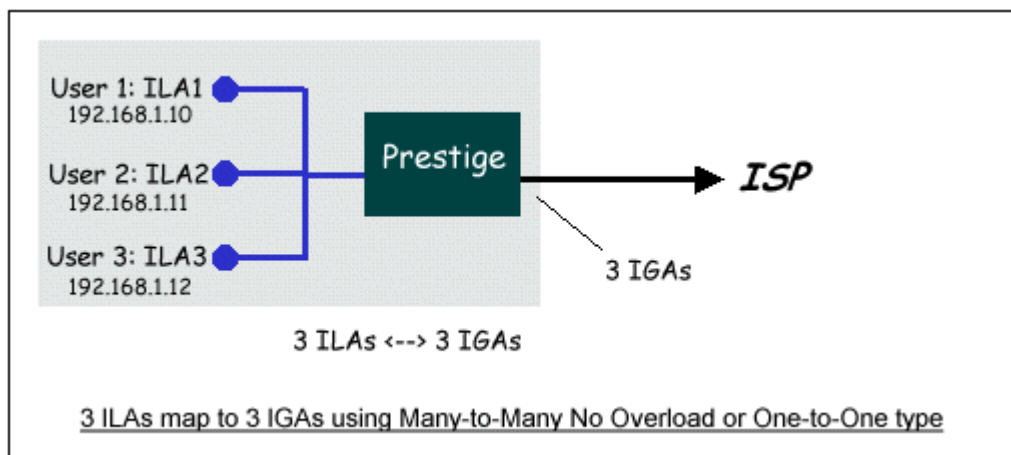 User 1: ILA1
192.168.1.10
User 2: ILA2
192.168.1.11
User 3: ILA3
192.168.1.12
Prestige
ISP
3 IGAs
3 ILAs <--> 3 IGAs
3 ILAs map to 3 IGAs using Many-to-Many No Overload or One-to-One type